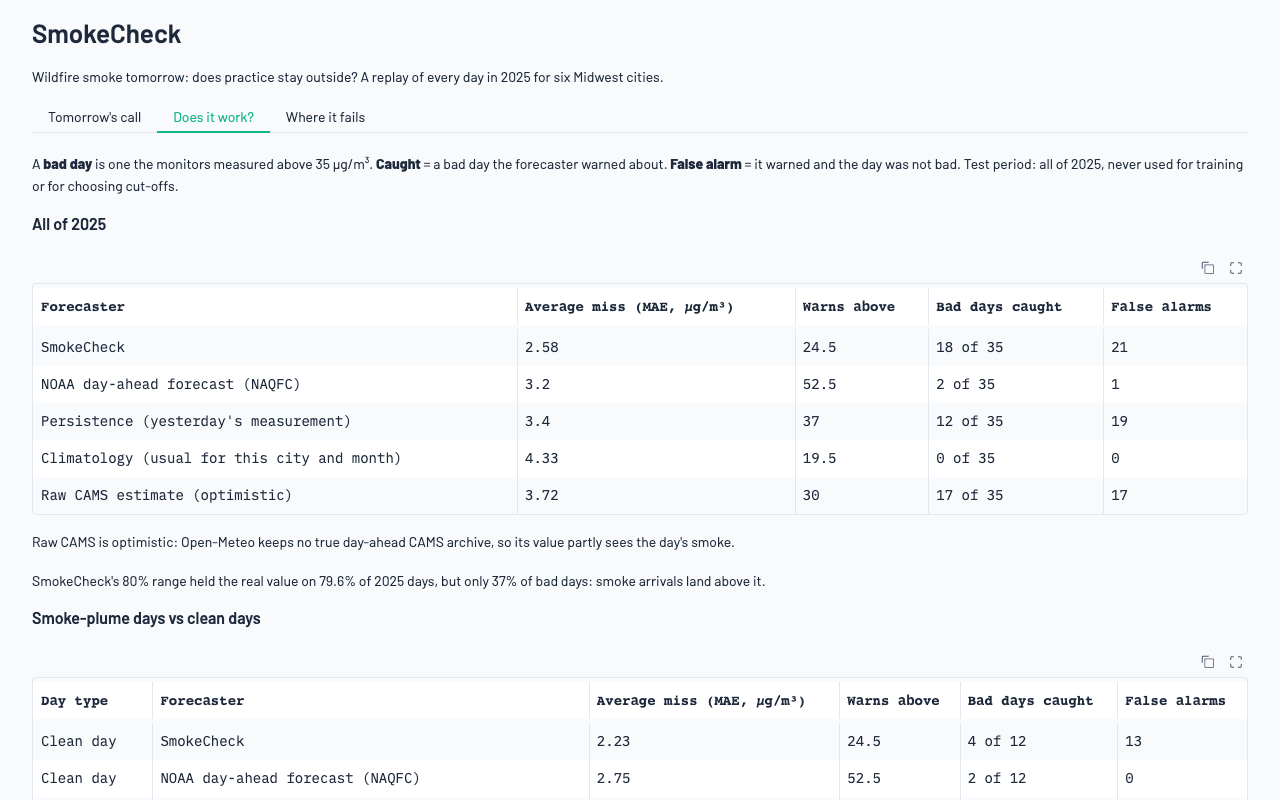 SmokeCheck
Wildfire smoke tomorrow: does practice stay outside? A replay of every day in 2025 for six Midwest cities.
Tomorrow's call Does it work? Where it fails
A bad day is one the monitors measured above 35 µg/m³. Caught = a bad day the forecaster warned about. False alarm = it warned and the day was not bad. Test period: all of 2025, never used for training
or for choosing cut-offs.
All of 2025
Forecaster Average miss (MAE, µg/m³) Warns above Bad days caught False alarms
SmokeCheck 2.58 24.5 18 of 35 21
NOAA day-ahead forecast (NAQFC) 3.2 52.5 2 of 35 1
Persistence (yesterday's measurement) 3.4 37 12 of 35 19
Climatology (usual for this city and month) 4.33 19.5 0 of 35 0
Raw CAMS estimate (optimistic) 3.72 30 17 of 35 17
Raw CAMS is optimistic: Open-Meteo keeps no true day-ahead CAMS archive, so its value partly sees the day's smoke.
SmokeCheck's 80% range held the real value on 79.6% of 2025 days, but only 37% of bad days: smoke arrivals land above it.
Smoke-plume days vs clean days
Day type Forecaster Average miss (MAE, µg/m³) Warns above Bad days caught False alarms
Clean day SmokeCheck 2.23 24.5 4 of 12 13
Clean day NOAA day-ahead forecast (NAQFC) 2.75 52.5 2 of 12 0